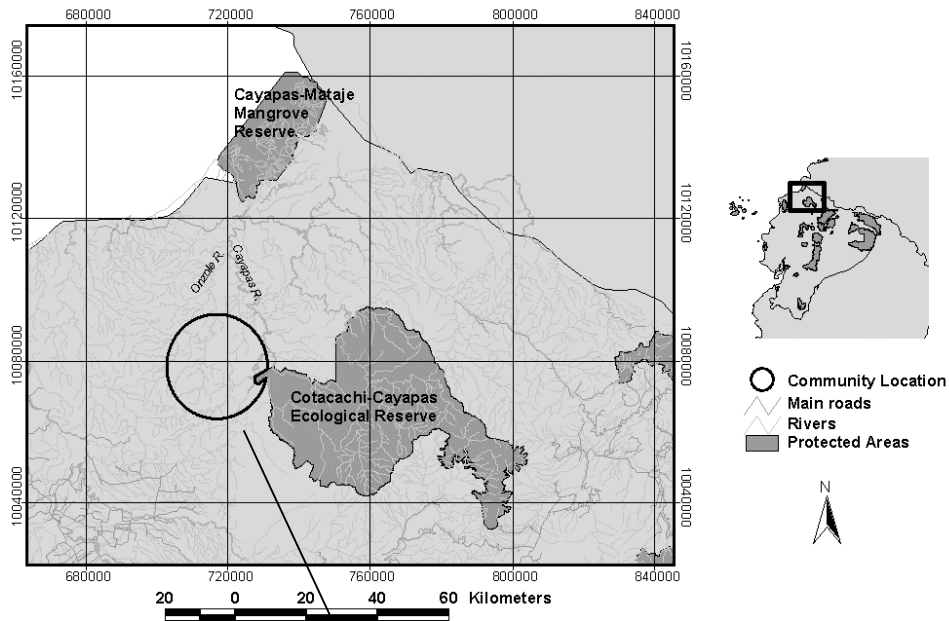 680000 720000 760000 800000 840000
10160000
10160000
Cayapas-Mataje
Mangrove
Reserve
10120000
10120000
Onzole R.
Cayapas R.
10080000
10080000
Cotacachi-Cayapas
Ecological Reserve
10040000
10040000
680000 720000 760000 800000 840000
20 0 20 40 60 Kilometers
Community Location
Main roads
Rivers
Protected Areas
N